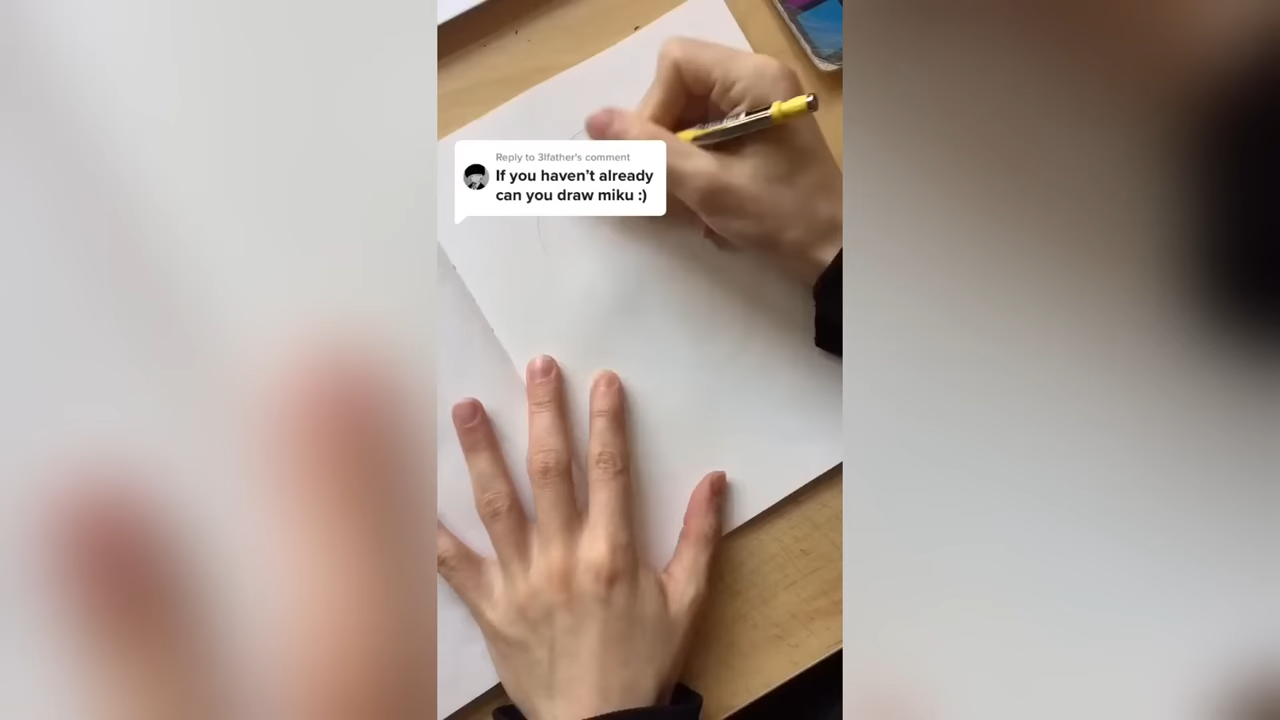 Reply to 3lfather's comment
If you haven't already
can you draw miku :)